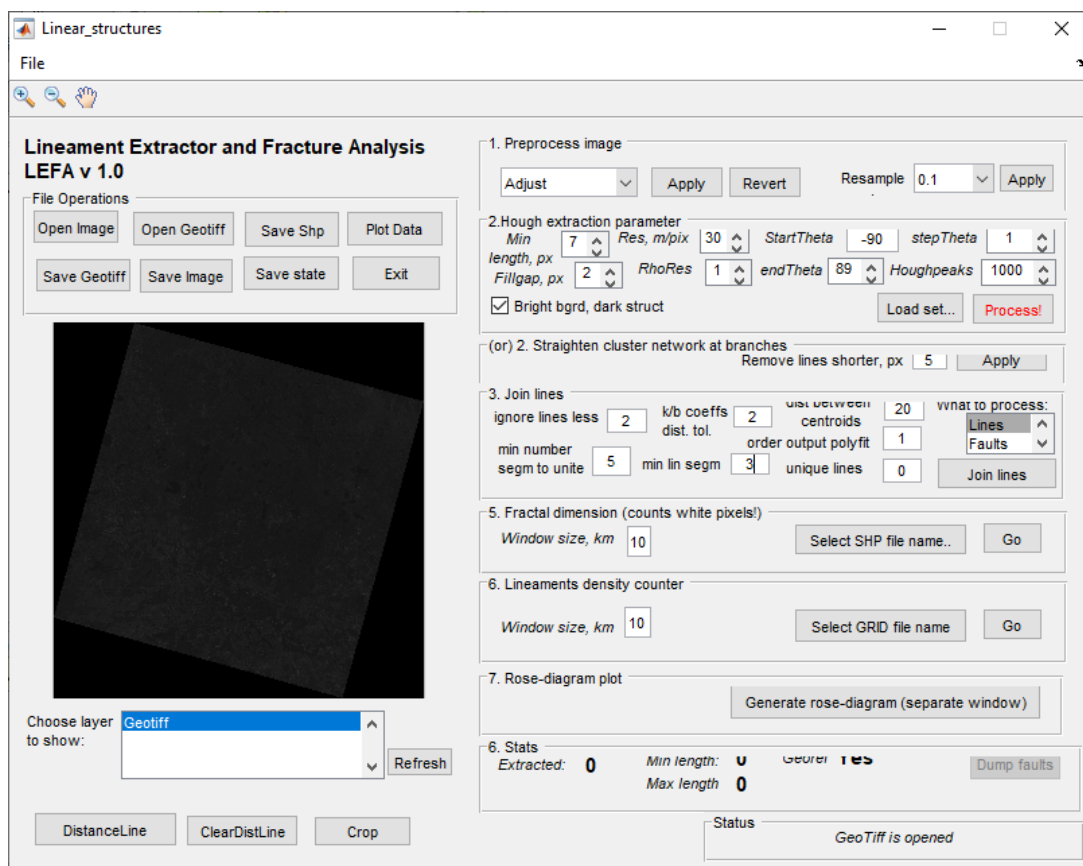 Linear_structures
File
Lineament Extractor and Fracture Analysis
LEFA v 1.0
File Operations
Open Image
Open Geotiff
Save Shp
Plot Data
Save Geotiff
Save Image
Save state
Exit
Choose layer
to show:
Geotiff
Refresh
DistanceLine
ClearDistLine
Crop
1. Preprocess image
Adjust
Apply
Revert
Resample
0.1
Apply
2.Hough extraction parameter
Min
length, px
7
Res, m/pix
30
StartTheta
-90
stepTheta
1
Fillgap, px
2
RhoRes
1
endTheta
89
Houghpeaks
1000
Bright bgrd, dark struct
Load set...
Process!
(or) 2. Straighten cluster network at branches
Remove lines shorter, px
5
Apply
3. Join lines
ignore lines less
2
k/b coeffs
dist. tol.
2
dist between
centroids
20
What to process:
Lines
Faults
min number
segm to unite
5
min lin segm
3
order output polyfit
1
unique lines
0
Join lines
5. Fractal dimension (counts white pixels!)
Window size, km
10
Select SHP file name..
Go
6. Lineaments density counter
Window size, km
10
Select GRID file name
Go
7. Rose-diagram plot
Generate rose-diagram (separate window)
6. Stats
Extracted:
0
Min length:
0
Georef
Yes
Max length
0
Dump faults
Status
GeoTiff is opened